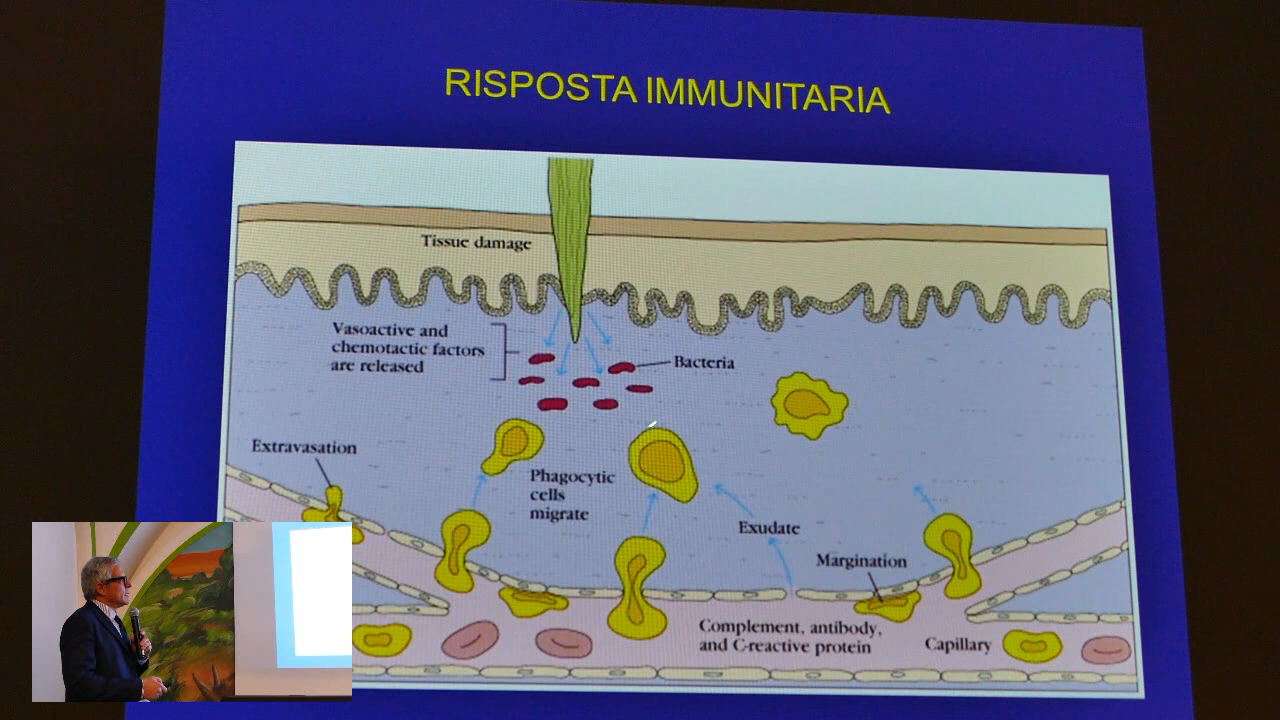 RISPOSTA IMMUNITARIA
Tissue damage
Vasoactive and
chemotactic factors
are released
Bacteria
Extravasation
Phagocytic
cells
migrate
Exudate
Margination
Complement, antibody,
and C-reactive protein
Capillary